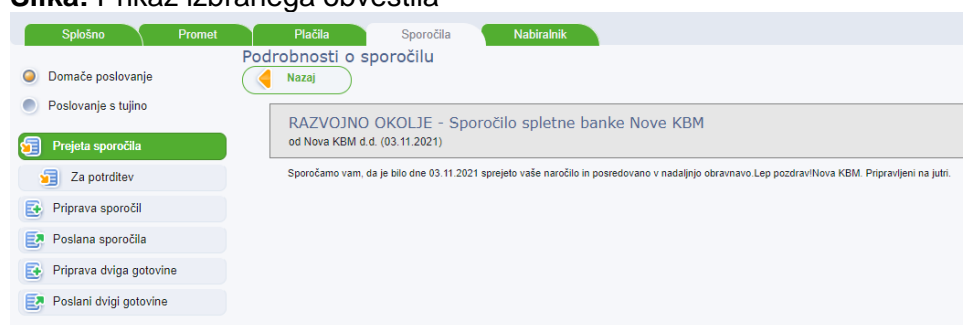 Slika: Prikaz izbranega obvestila
Splošno Promet Plačila Sporočila Nabiralnik
Podrobnosti o sporočilu
Nazaj
Domače poslovanje
Poslovanje s tujino
Prejeta sporočila
Za potrditev
Priprava sporočil
Poslana sporočila
Priprava dviga gotovine
Poslani dvigi gotovine
RAZVOJNO OKOLJE - Sporočilo spletne banke Nove KBM
od Nova KBM d.d. (03.11.2021)
Sporočamo vam, da je bilo dne 03.11.2021 sprejeto vaše naročilo in posredovano v nadaljnjo obravnavo.Lep pozdrav!Nova KBM. Pripravljeni na jutri.